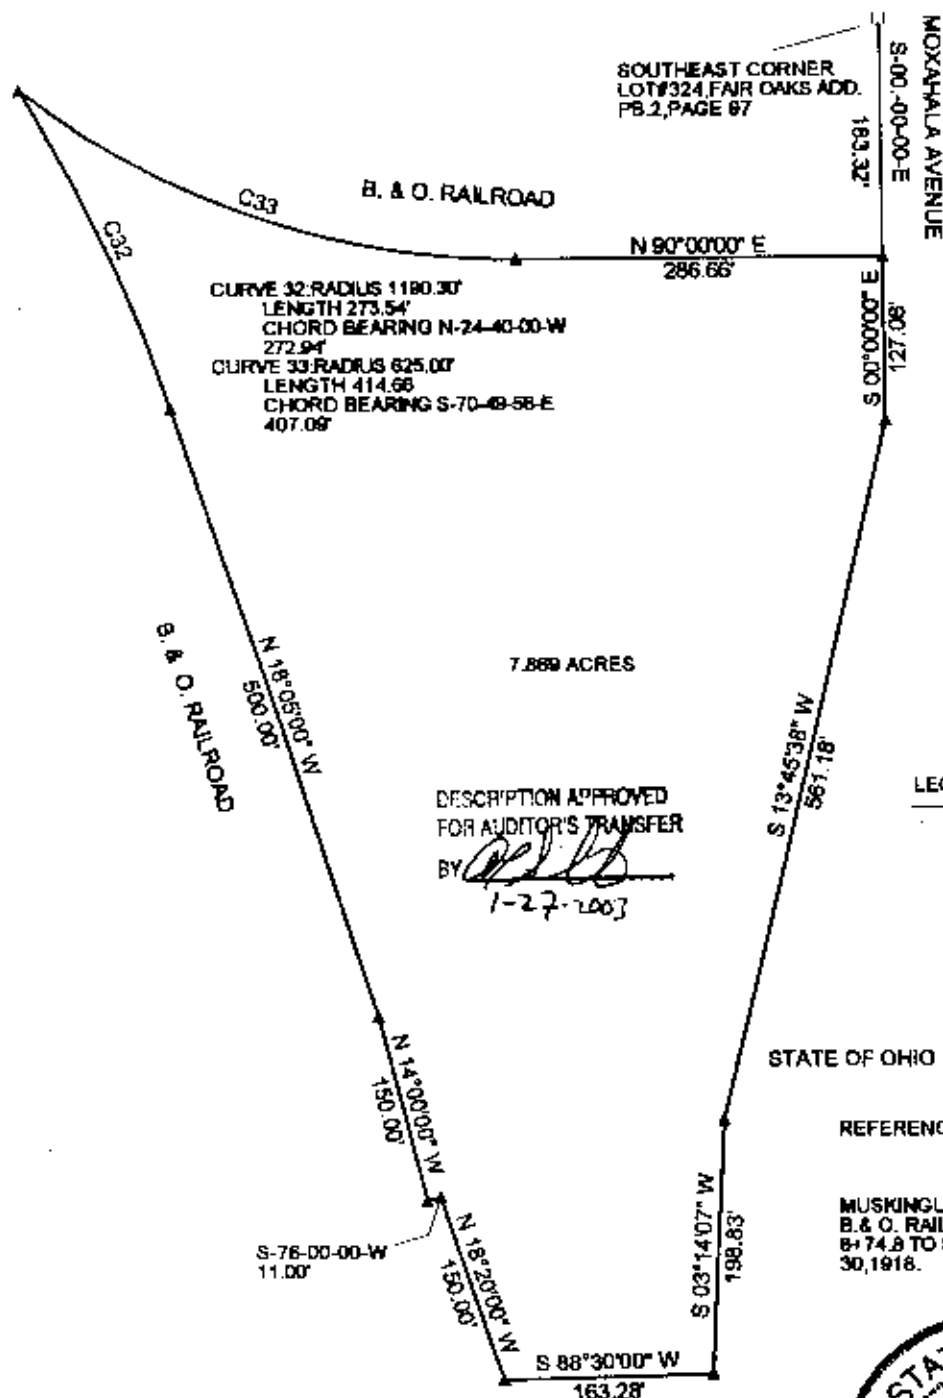 MOXAHALA AVENUE
S-00-00-00-E
183.32'
SOUTHEAST CORNER
LOT#324,FAIR OAKS ADD.
PB.2,PAGE 97
B. & O. RAILROAD
C33
C32
N 90°00'00" E
286.66'
S 00°00'00" E
127.08'
CURVE 32:RADIUS 1190.30'
LENGTH 273.54'
CHORD BEARING N-24-40-00-W
272.94'
CURVE 33:RADIUS 625.00'
LENGTH 414.66
CHORD BEARING S-70-49-58-E
407.09'
B. & O. RAILROAD
N 18°05'00" W
500.00'
7.889 ACRES
S 13°45'38" W
561.18'
DESCRIPTION APPROVED
FOR AUDITOR'S TRANSFER
BY
1-27-2003
N 14°00'00" W
150.00'
STATE OF OHIO
S-76-00-00-W
11.00'
N 18°20'00" W
150.00'
S 03°14'07" W
198.83'
B.& O.
30,1918.
S 88°30'00" W
163.28'